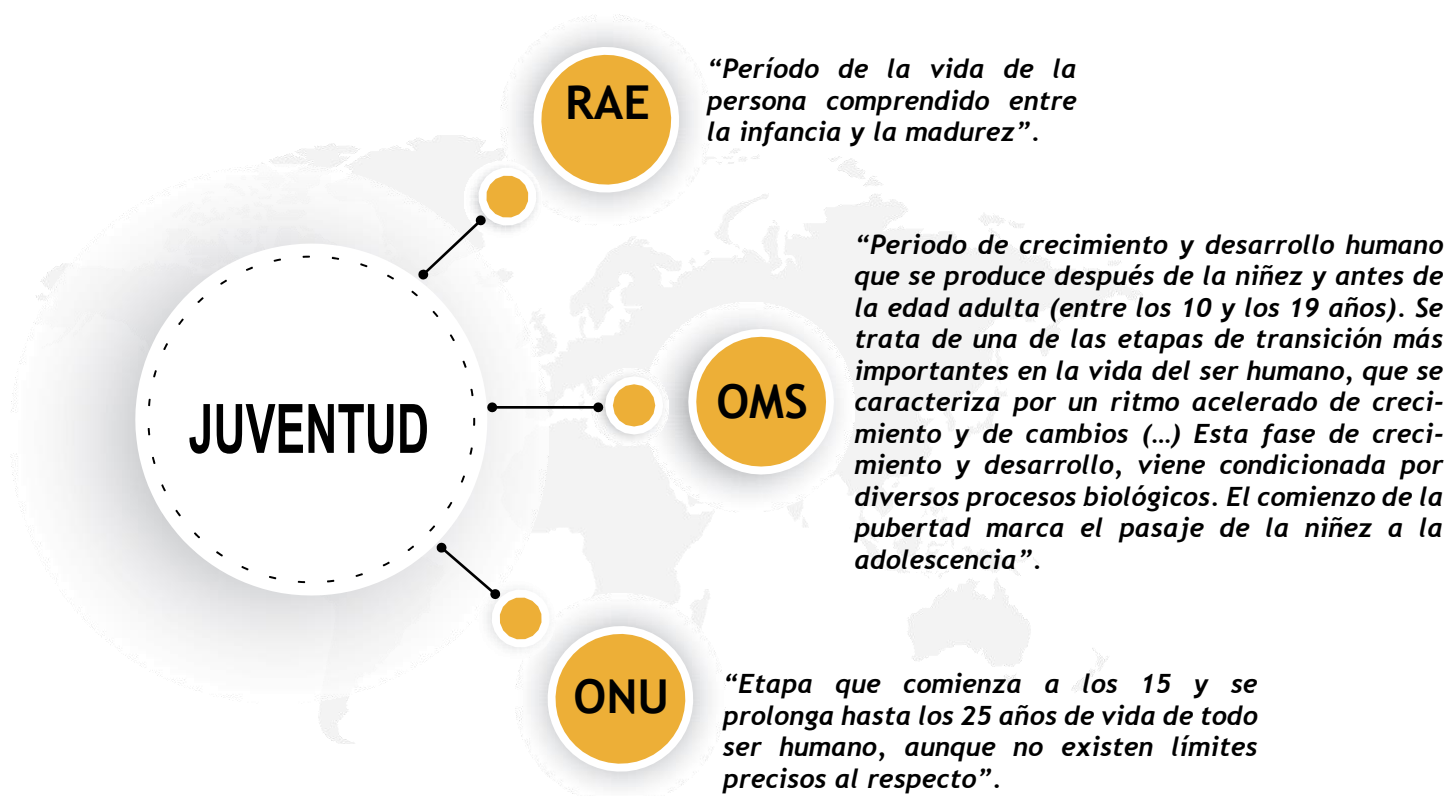 RAE
“Período de la vida de la
persona comprendido entre
la infancia y la madurez”.
JUVENTUD
OMS
“Periodo de crecimiento y desarrollo humano
que se produce después de la niñez y antes de
la edad adulta (entre los 10 y los 19 años). Se
trata de una de las etapas de transición más
importantes en la vida del ser humano, que se
caracteriza por un ritmo acelerado de creci-
miento y de cambios (…) Esta fase de creci-
miento y desarrollo, viene condicionada por
diversos procesos biológicos. El comienzo de la
pubertad marca el pasaje de la niñez a la
adolescencia”.
ONU
“Etapa que comienza a los 15 y se
prolonga hasta los 25 años de vida de todo
ser humano, aunque no existen límites
precisos al respecto”.